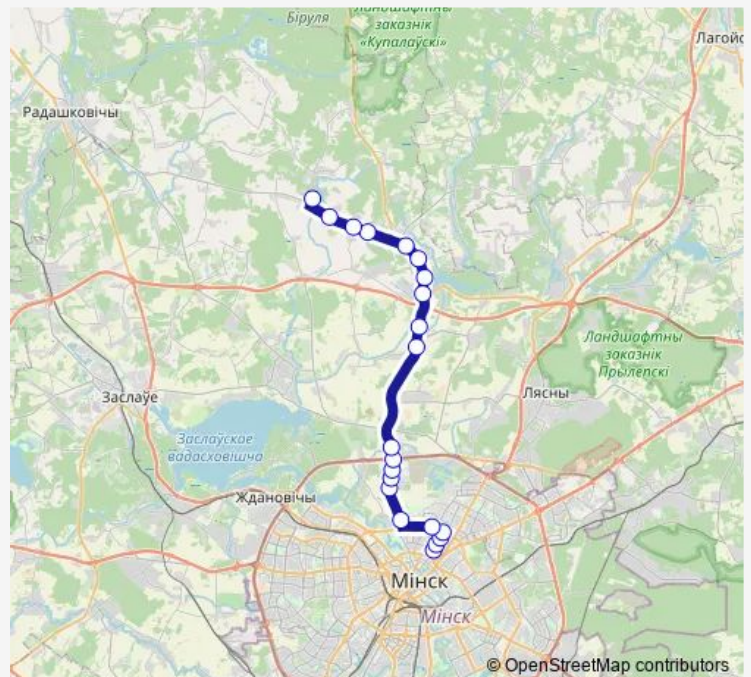 Ландшафтны
заказнік
«Купалаўскі»
Біруля
Лагойс
Радашковічы
Ландшафтны
заказнік
Прылепскі
Заслаўе
Лясны
Заслаўскае
вадасховішча
Ждановічы
Мінск
Мінск
© OpenStreetMap contributors